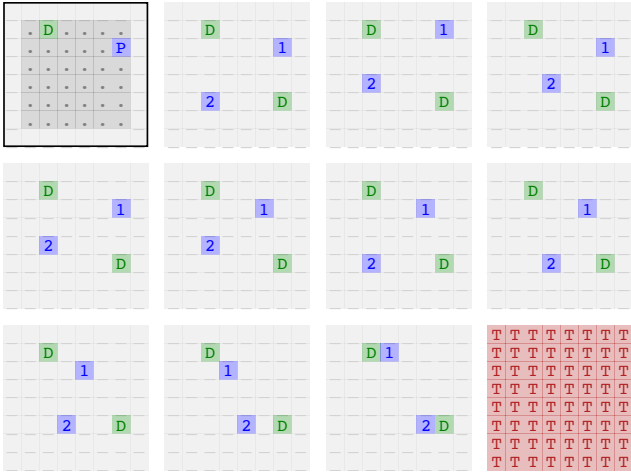 . D . . . . D D 1 D
. . . . . P 1 1
. . . . . .
. . . . . . 2 2
. . . . . . 2 D D D
. . . . . .
D D D D
1 1 1 1
2 2
D D 2 D 2 D
T T T T T T T T
D D D 1 T T T T T T T T
1 1 T T T T T T T T
T T T T T T T T
T T T T T T T T
2 D 2 D 2 D T T T T T T T T
T T T T T T T T
T T T T T T T T